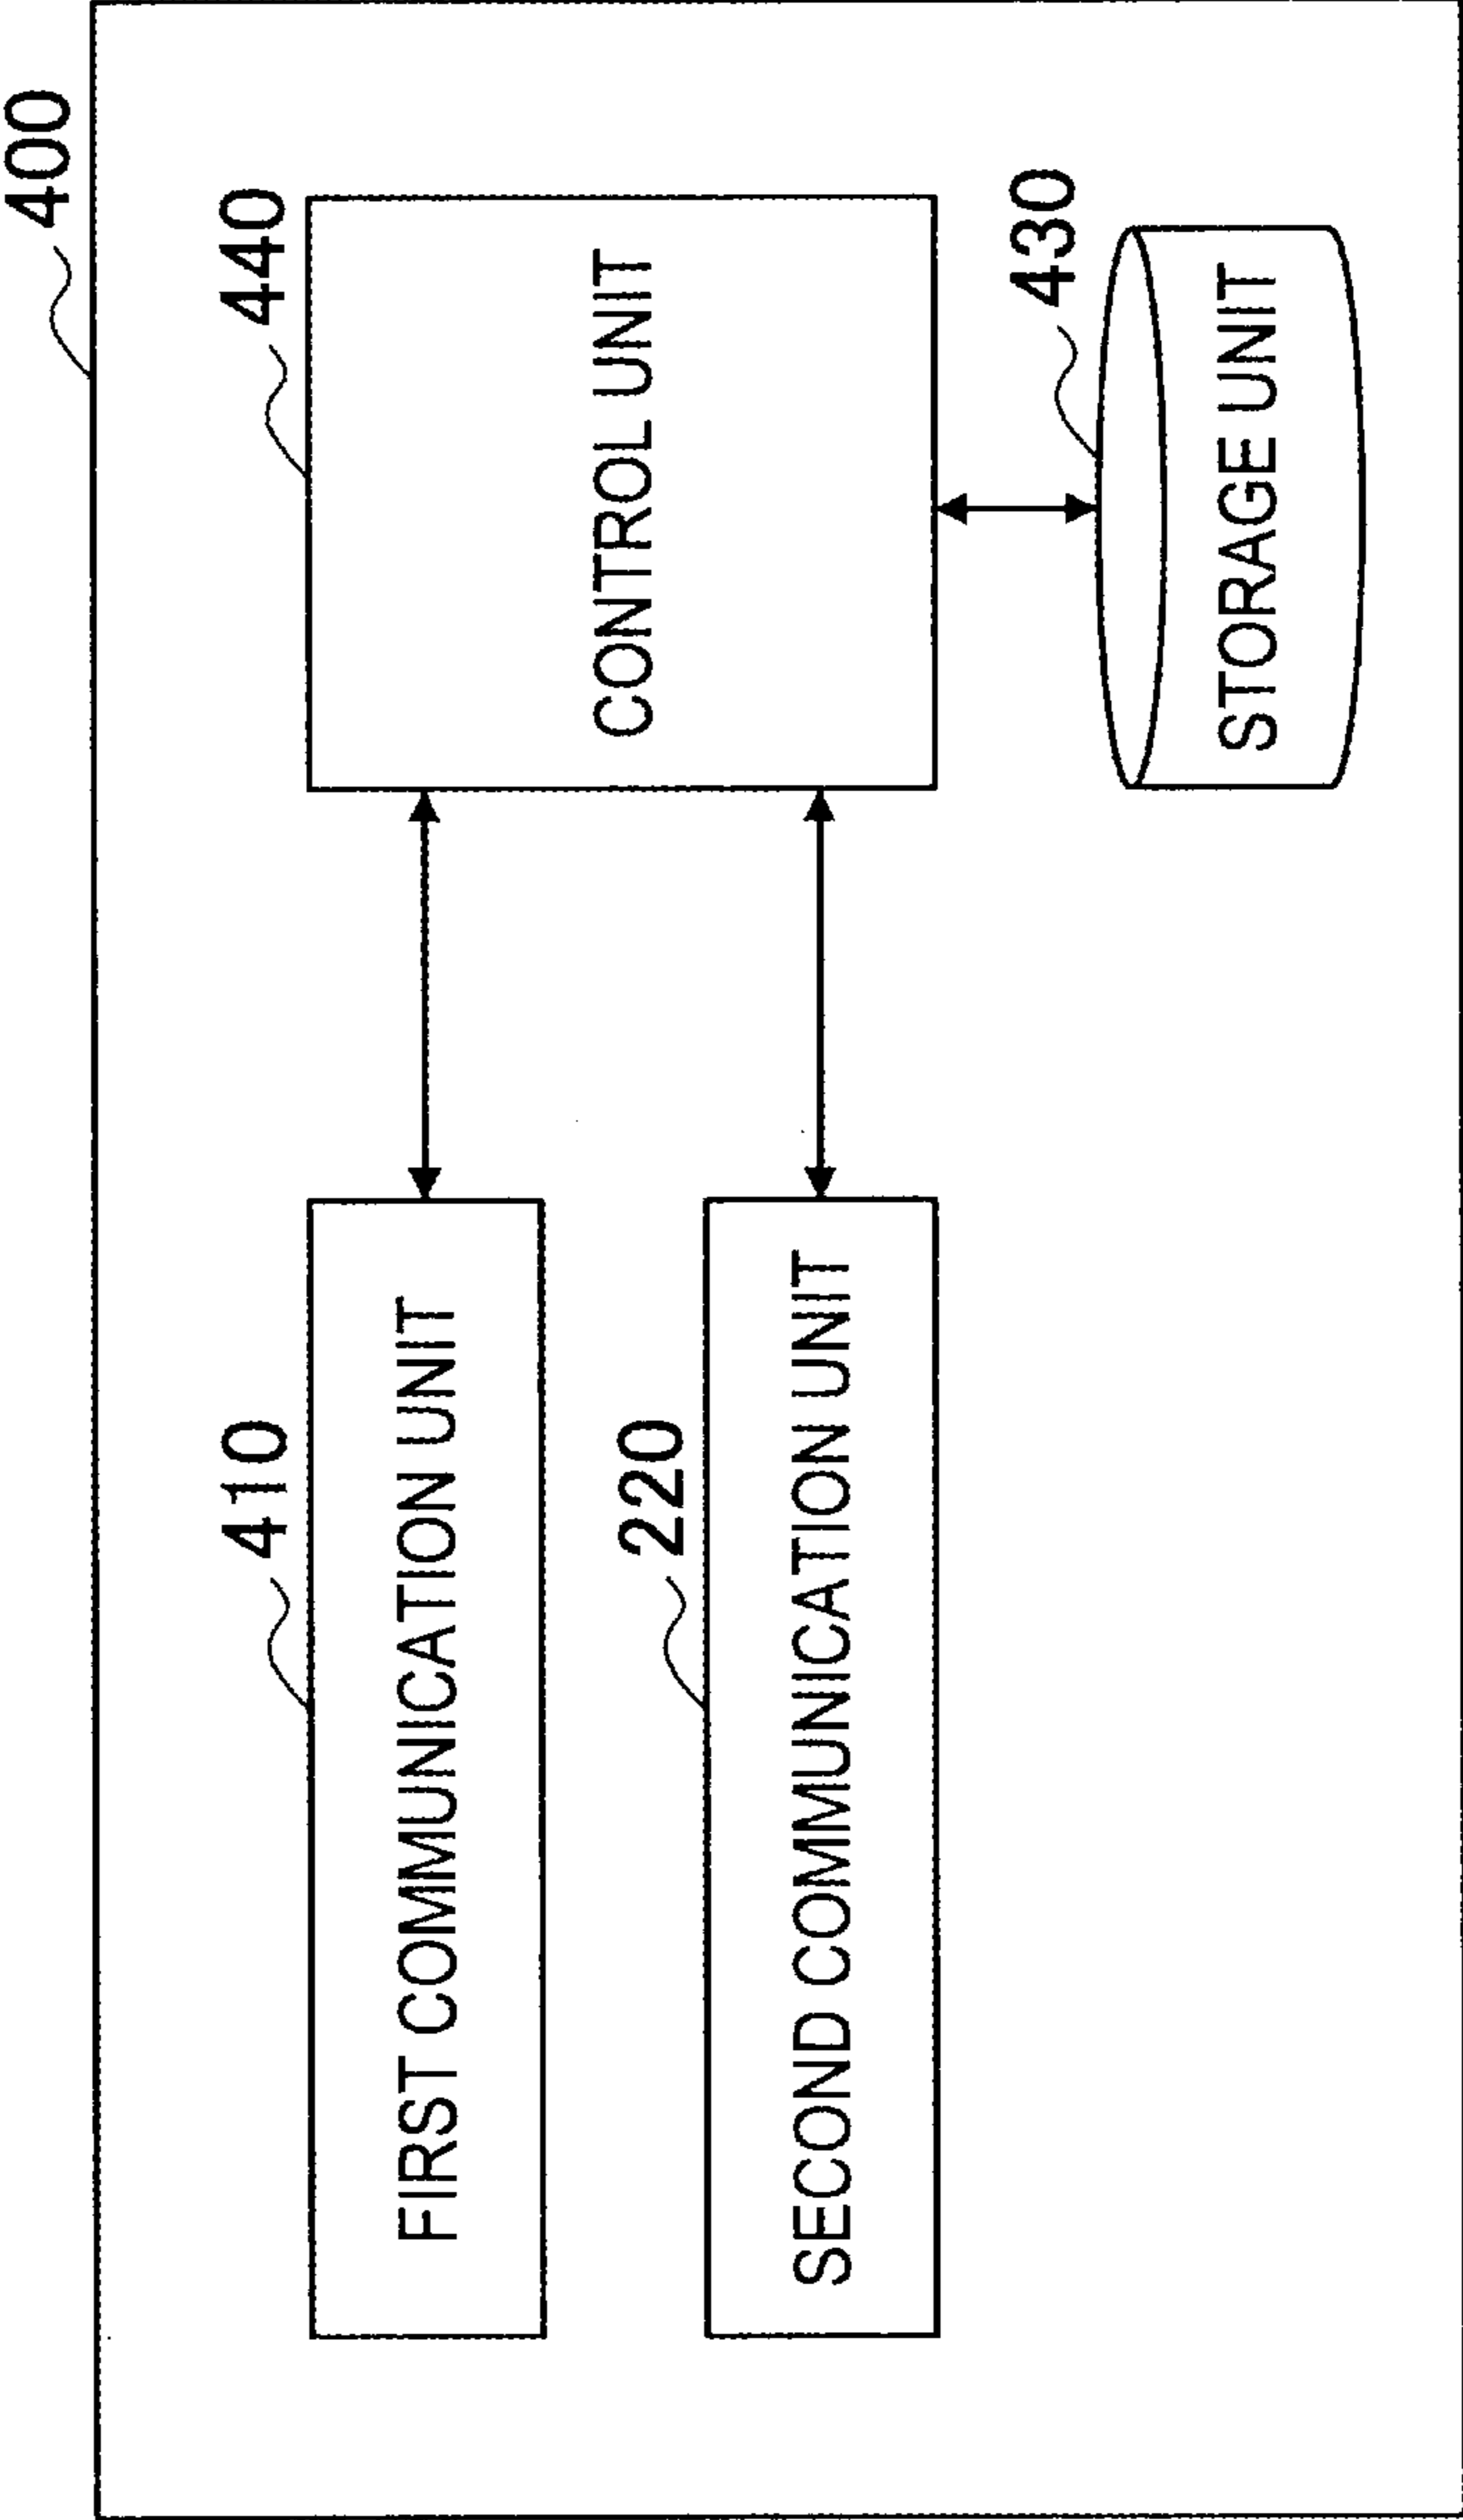 400
410
FIRST COMMUNICATION UNIT
440
CONTROL UNIT
220
SECOND COMMUNICATION UNIT
430
STORAGE UNIT